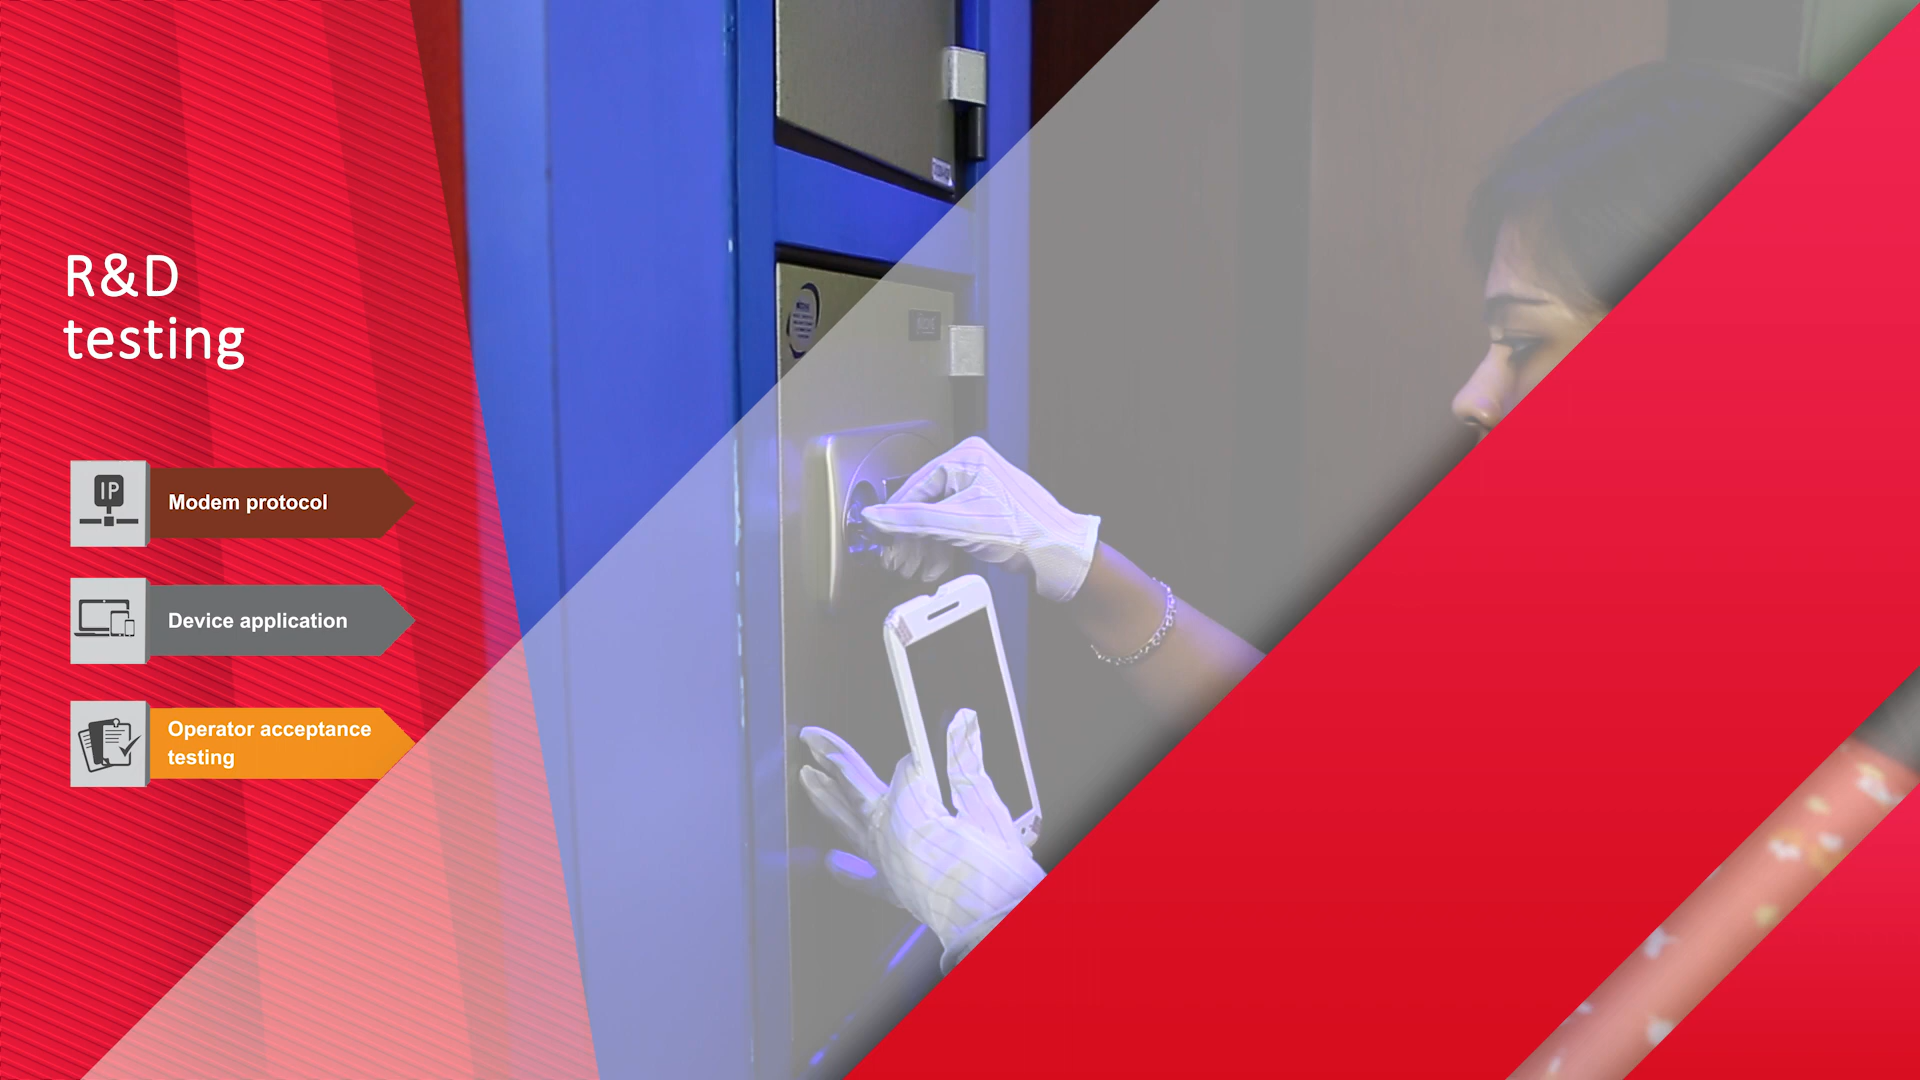 R&D
testing
IP
Modem protocol
Device application
Operator acceptance
testing